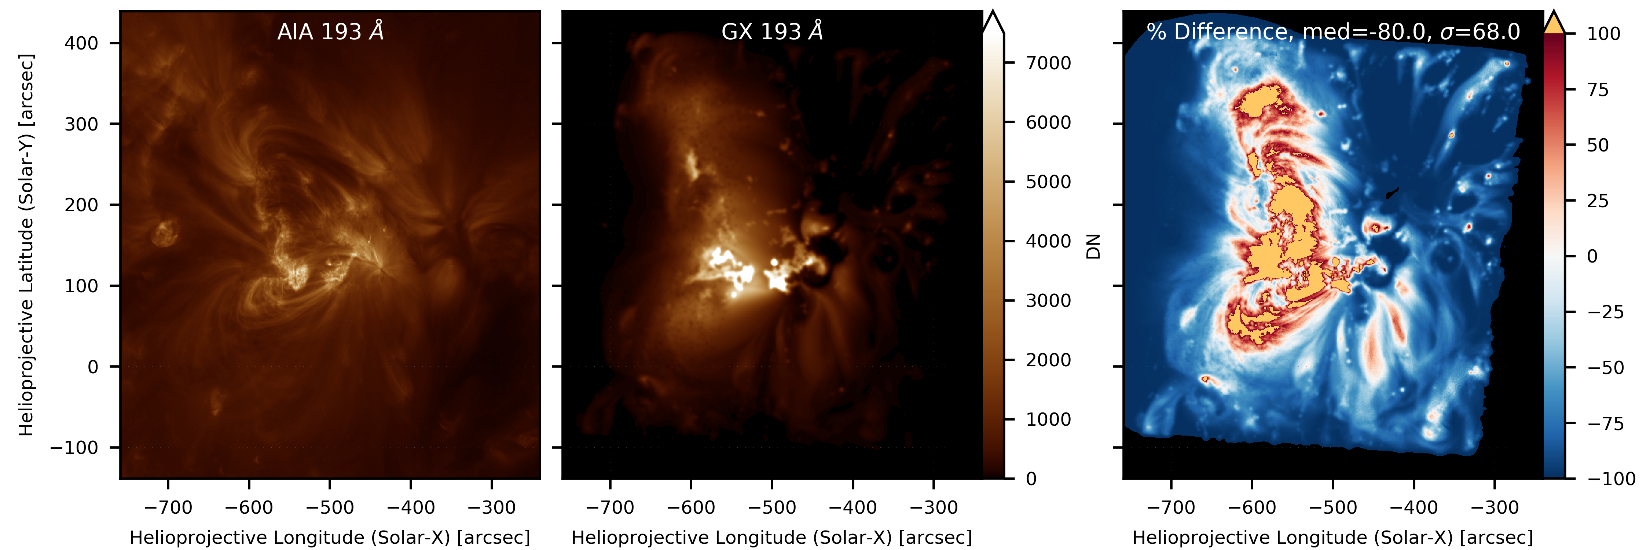 AIA 193 Å
GX 193 Å
% Difference, med=-80.0, σ=68.0
Helioprojective Latitude (Solar-Y) [arcsec]
400
300
200
100
0
−100
−700 −600 −500 −400 −300
Helioprojective Longitude (Solar-X) [arcsec]
−700 −600 −500 −400 −300
Helioprojective Longitude (Solar-X) [arcsec]
7000
6000
5000
4000
3000
2000
1000
0
DN
−700 −600 −500 −400 −300
Helioprojective Longitude (Solar-X) [arcsec]
100
75
50
25
0
−25
−50
−75
−100